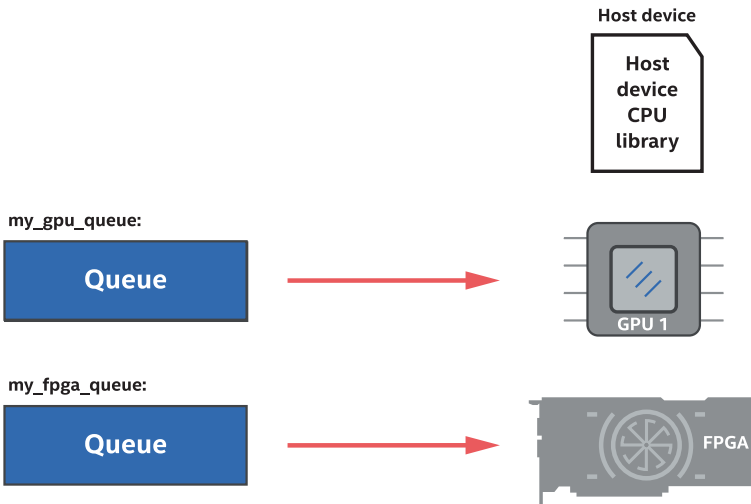 Host device
Host
device
CPU
library
my_gpu_queue:
Queue
GPU 1
my_fpga_queue:
Queue
FPGA